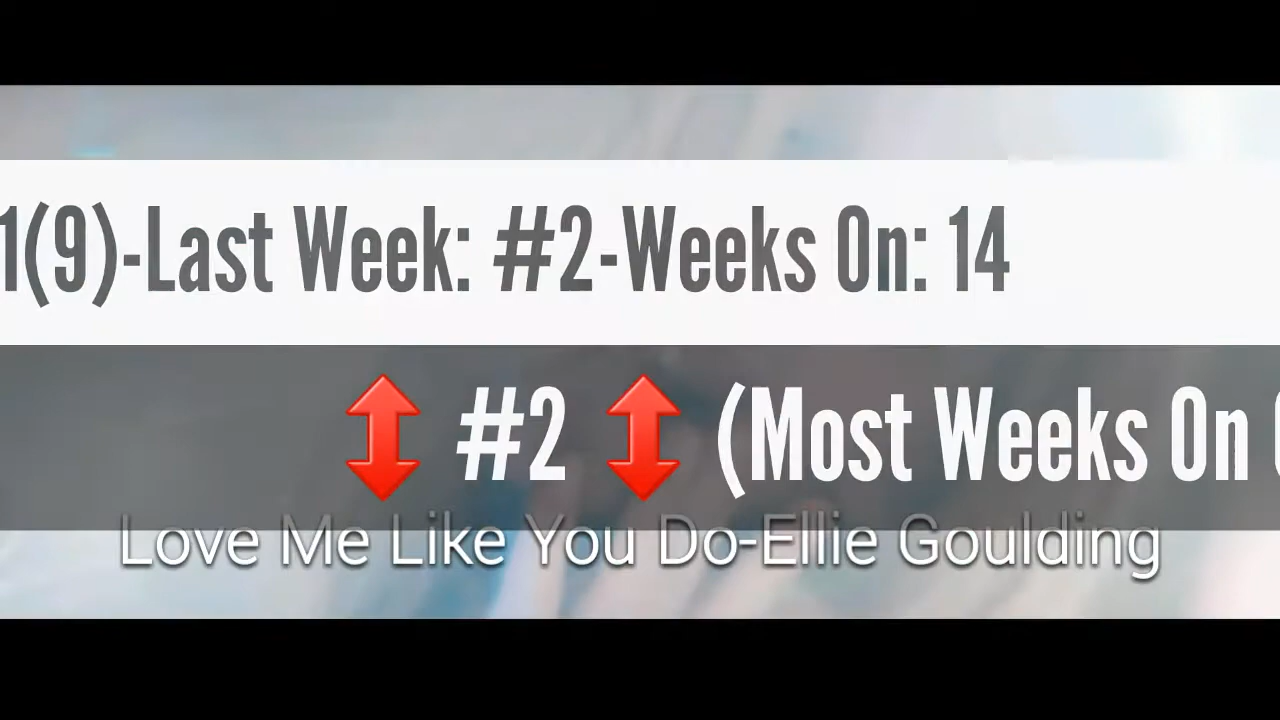 1(9)-Last Week: #2-Weeks On: 14
↕ #2 ↕ (Most Weeks On
Love Me Like You Do-Ellie Goulding